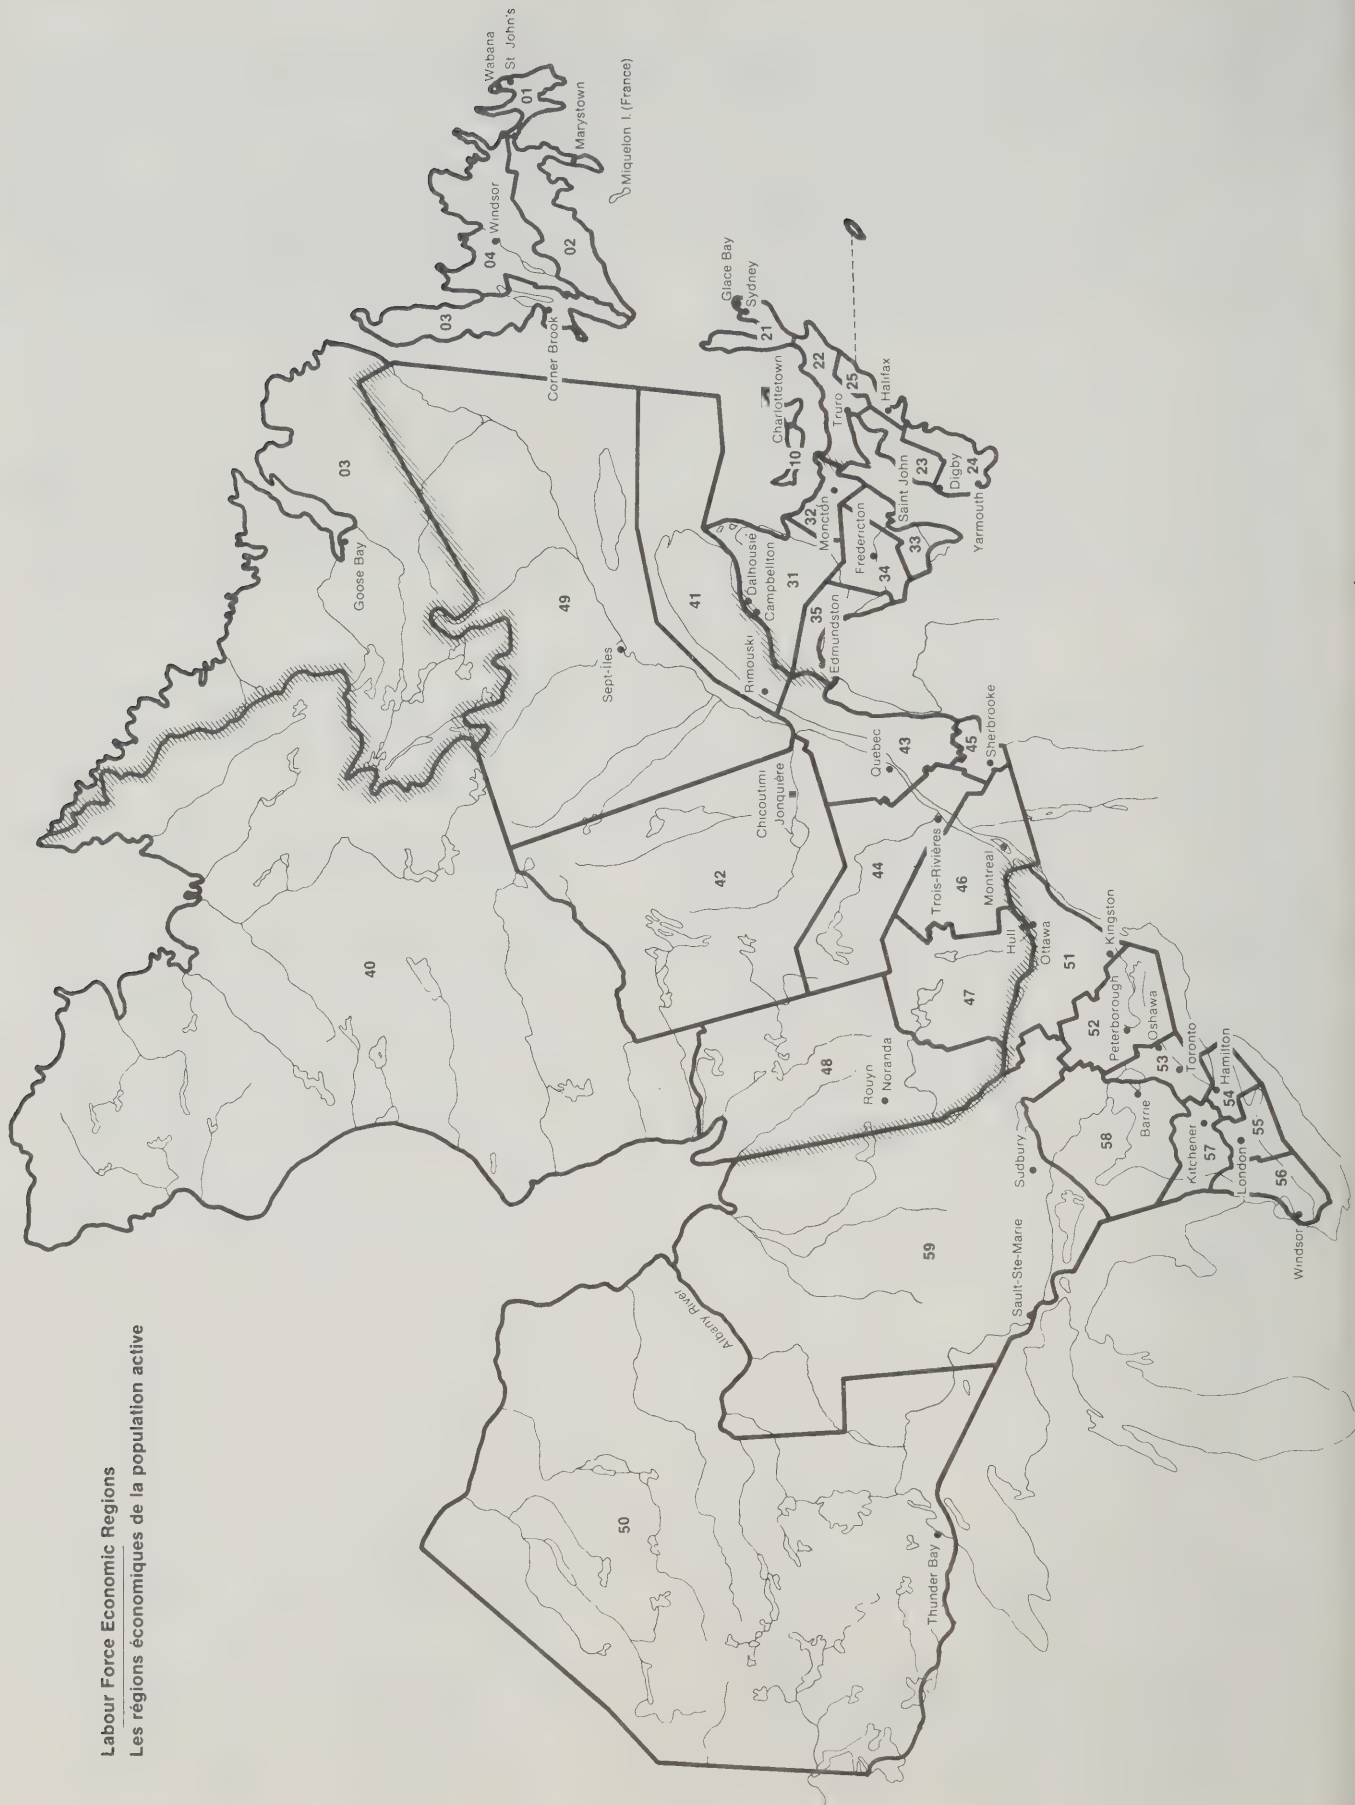 Labour Force Economic Regions
Les régions économiques de la population active
50
Thunder Bay
Albany River
59
Sault-Ste-Marie
Sudbury
58
Barrie
Kitchener
57
London
55
56
Windsor
54
Hamilton
53
Toronto
Oshawa
52
Peterborough
51
Kingston
Hull
Ottawa
40
48
Rouyn
Noranda
47
42
44
46
Trois-Rivières
Montreal
Chicoutimi
Jonquière
Quebec
43
45
Sherbrooke
49
Sept-Îles
41
Rimouski
Dalhousie
Campbellton
31
35
Edmundston
32
Moncton
Fredericton
34
33
Saint John
Goose Bay
03
03
Corner Brook
04
Windsor
02
01
Wabana
St John's
Marystown
Miquelon I. (France)
10
Charlottetown
Glace Bay
Sydney
21
22
Truro
25
Halifax
23
Digby
24
Yarmouth